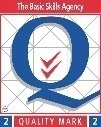 The Basic Skills Agency
Q
2 QUALITY MARK 2